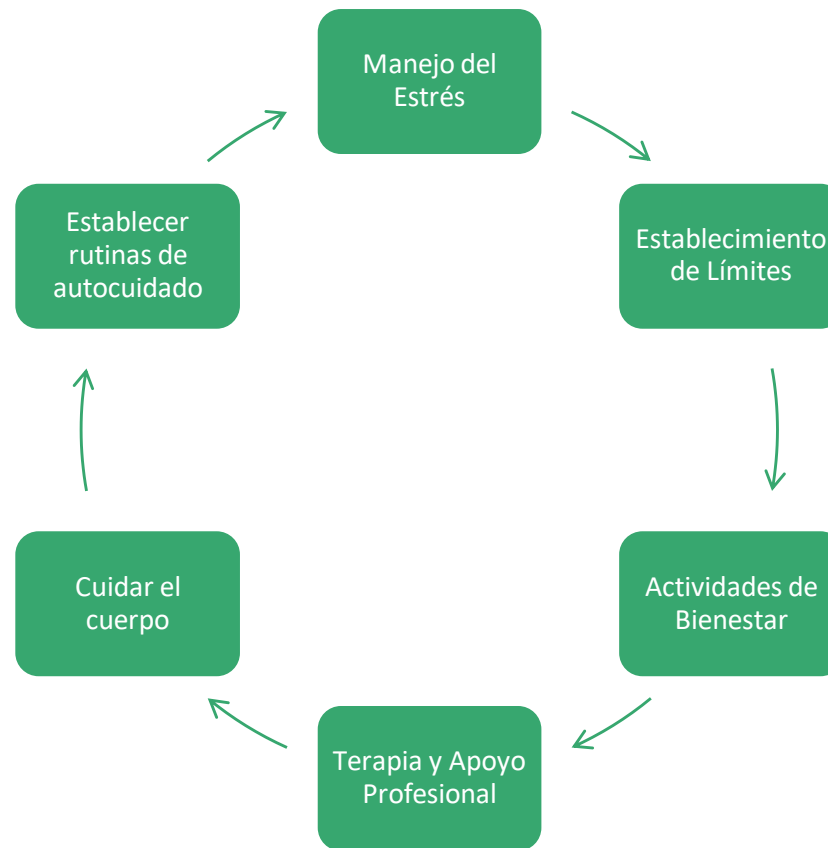 Manejo del
Estrés
Establecimiento
de Límites
Actividades de
Bienestar
Terapia y Apoyo
Profesional
Cuidar el
cuerpo
Establecer
rutinas de
autocuidado